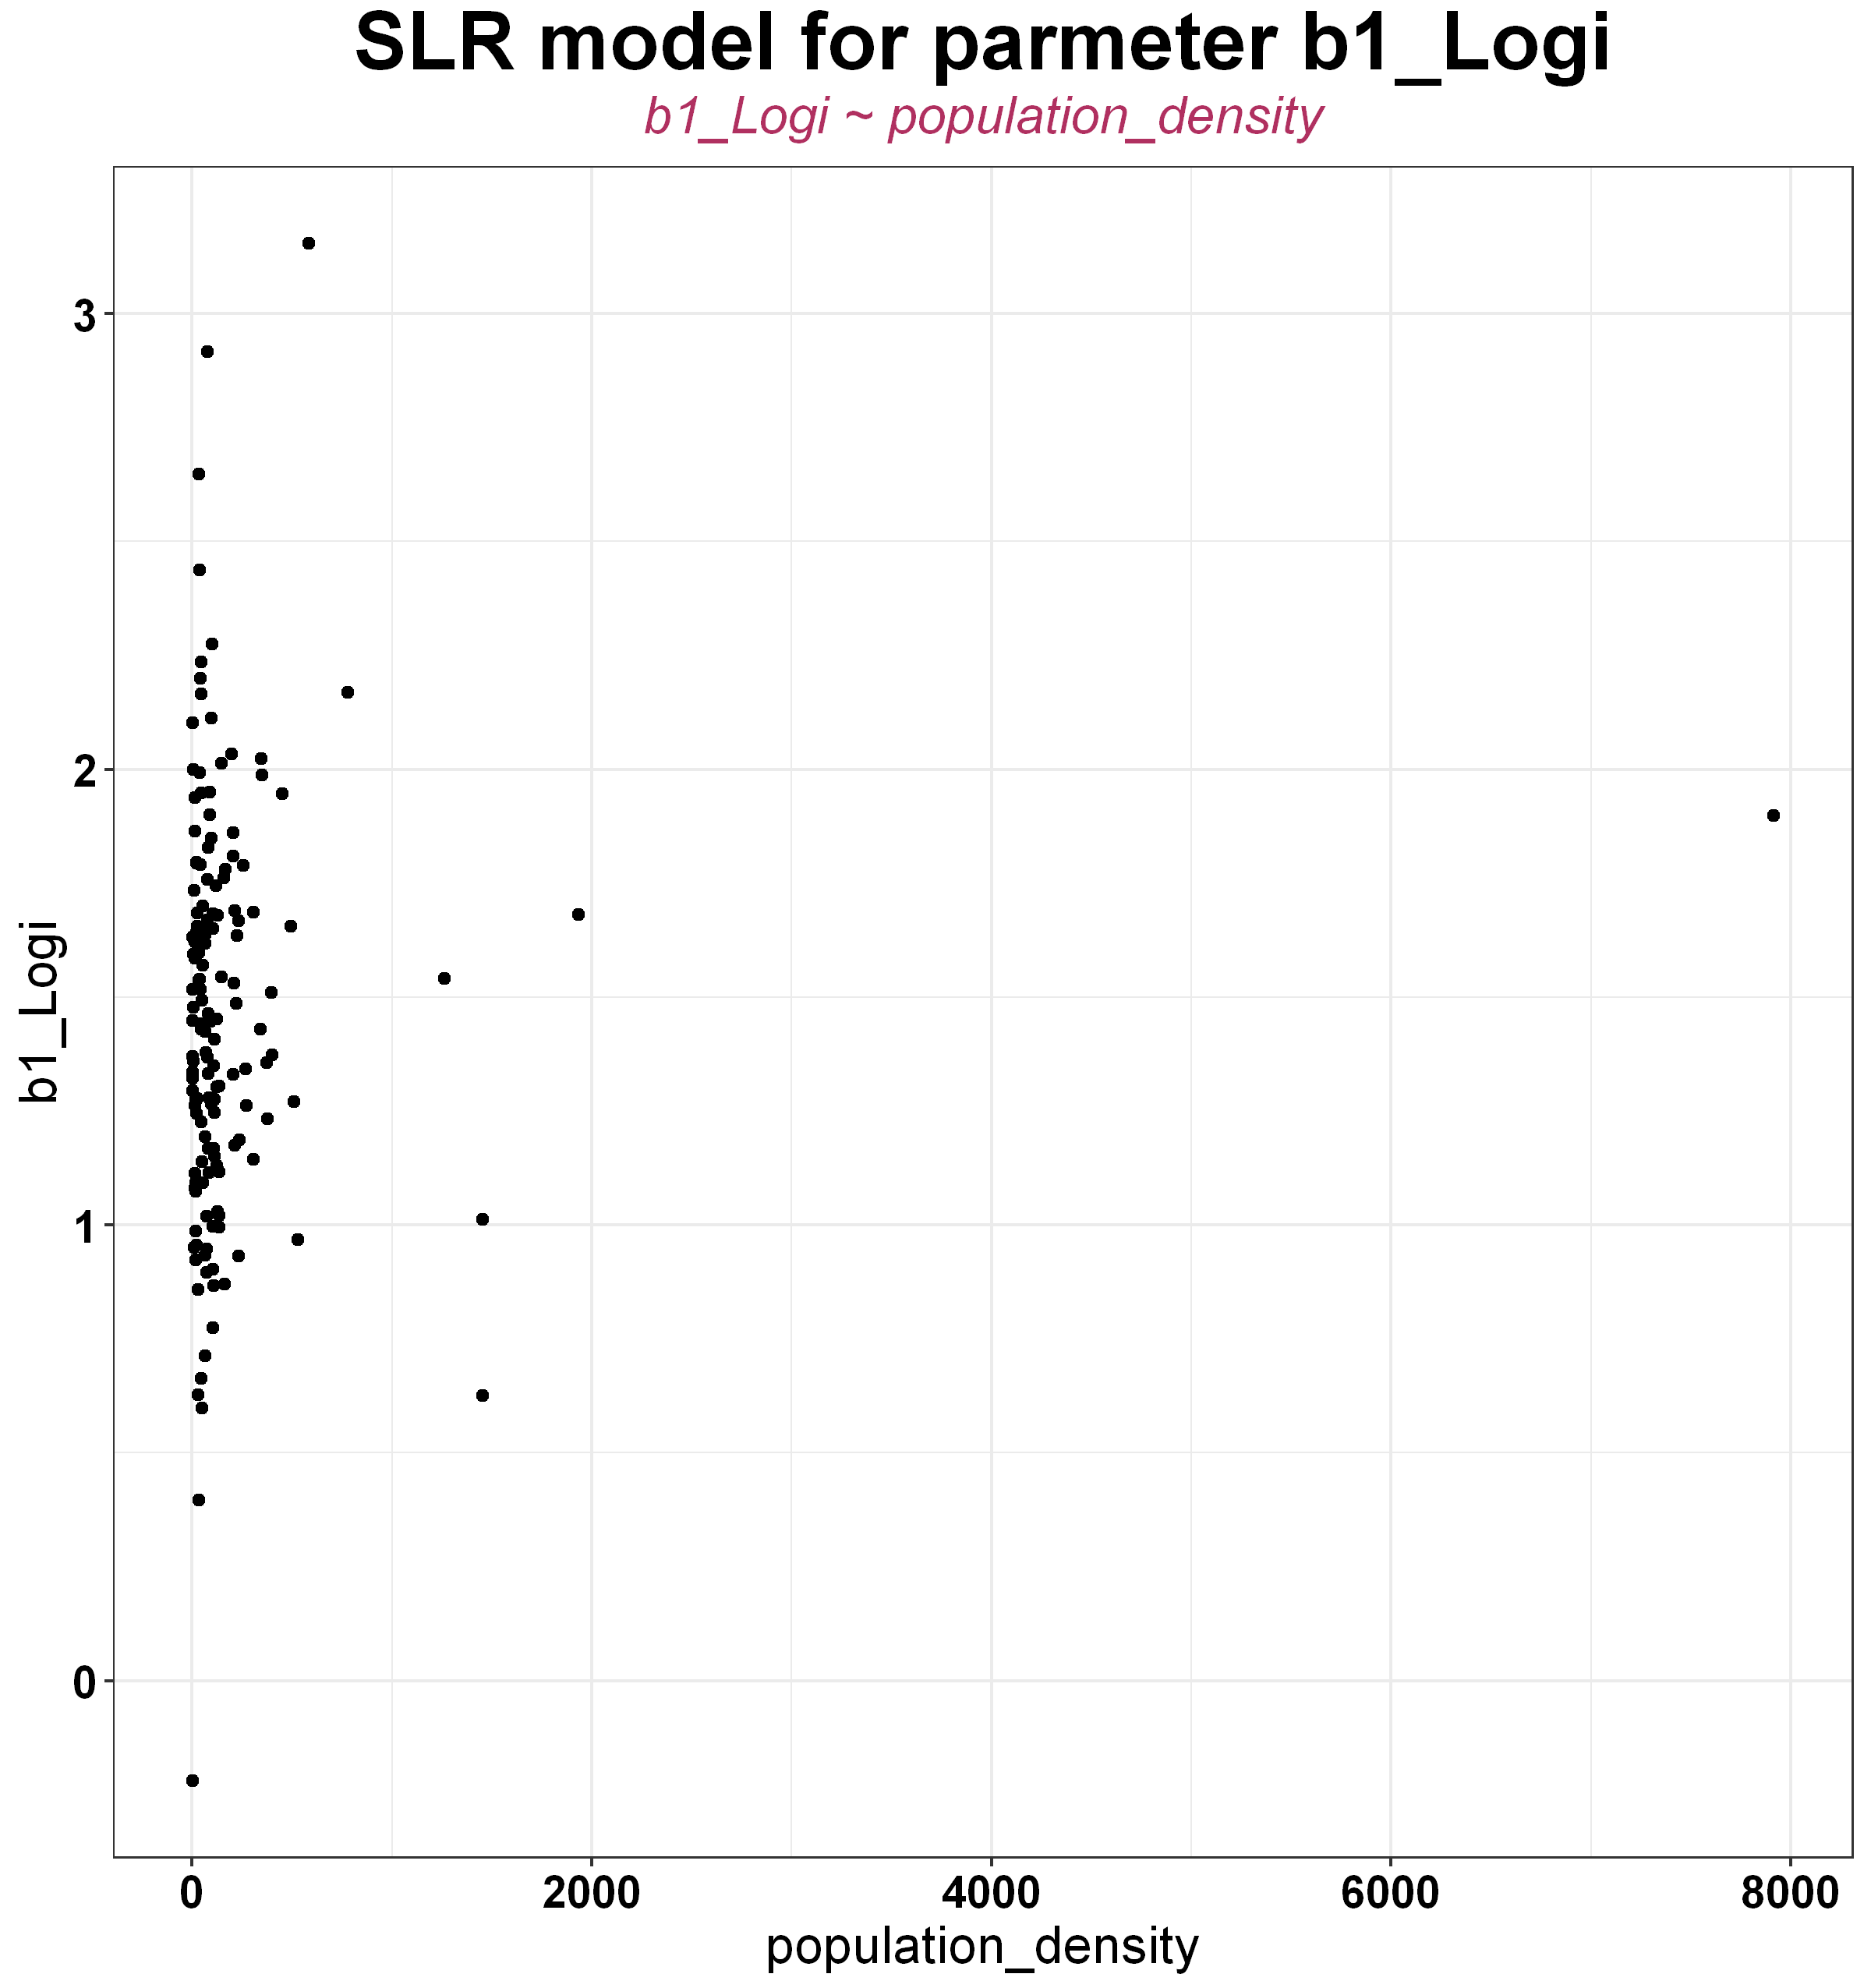 SLR model for parmeter b1_Logi
b1_Logi ~ population_density
3
2
1
0
b1_Logi
0 2000 4000 6000 8000
population_density